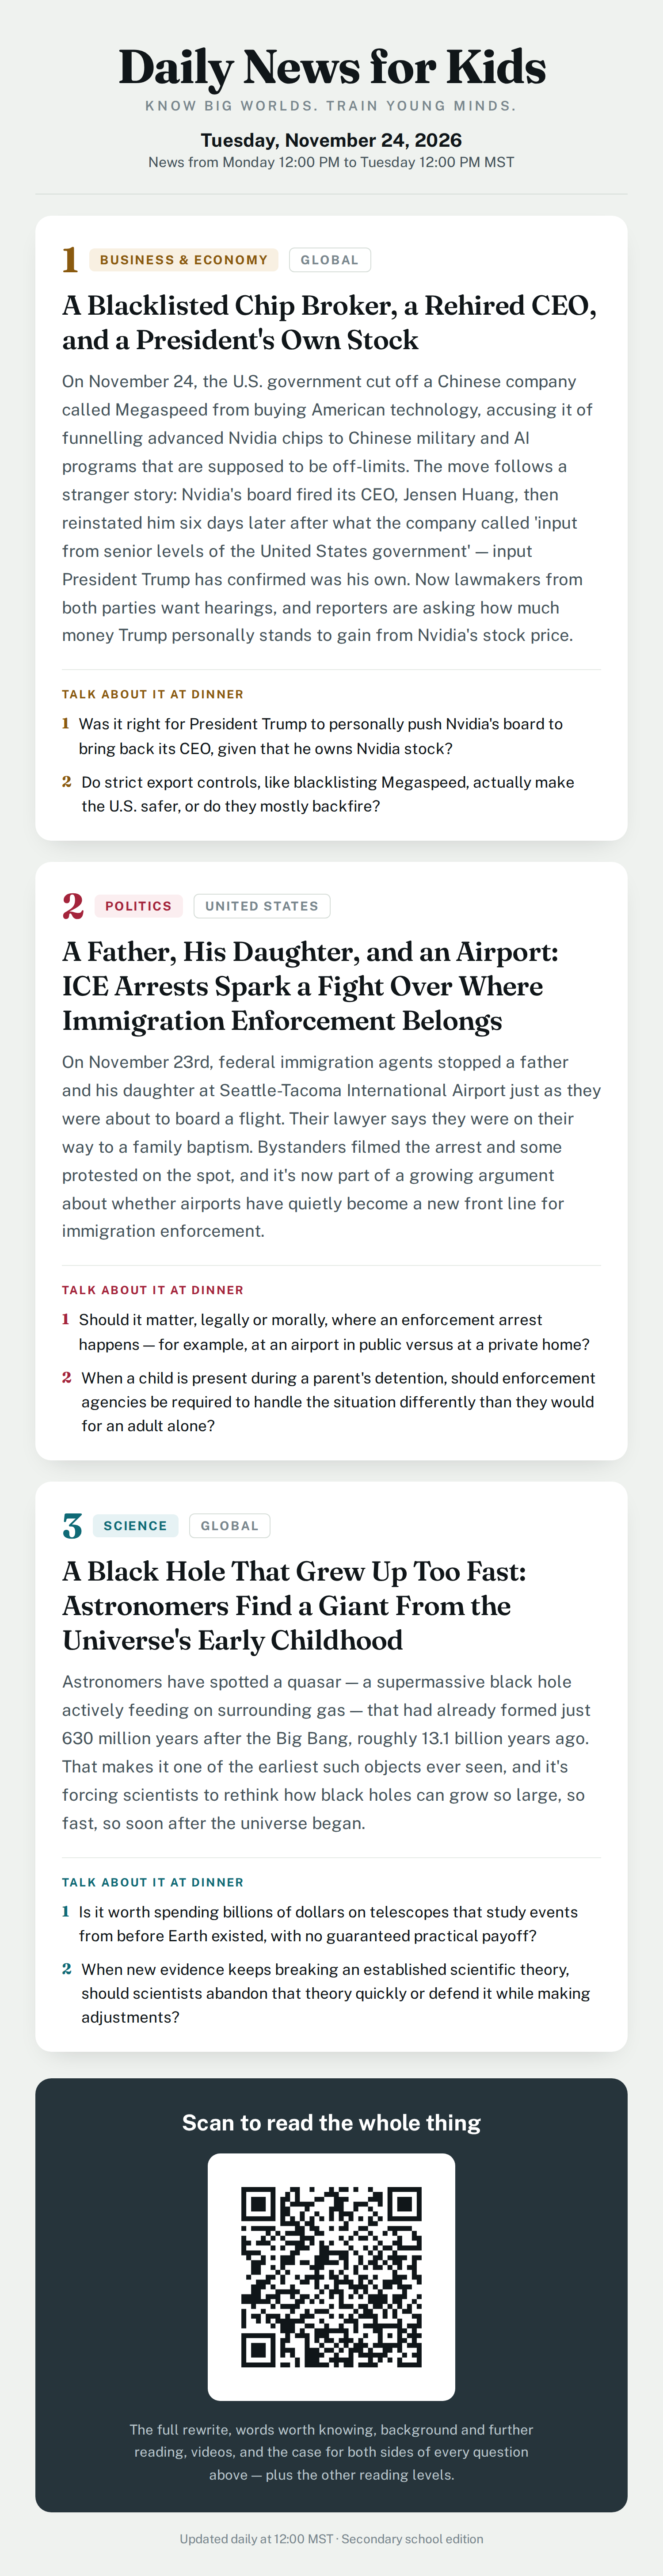 Daily News for Kids
KNOW BIG WORLDS. TRAIN YOUNG MINDS.
Tuesday, November 24, 2026
News from Monday 12:00 PM to Tuesday 12:00 PM MST
1 BUSINESS & ECONOMY GLOBAL
A Blacklisted Chip Broker, a Rehired CEO,
and a President's Own Stock
On November 24, the U.S. government cut off a Chinese company
called Megaspeed from buying American technology, accusing it of
funnelling advanced Nvidia chips to Chinese military and AI
programs that are supposed to be off-limits. The move follows a
stranger story: Nvidia's board fired its CEO, Jensen Huang, then
reinstated him six days later after what the company called 'input
from senior levels of the United States government' — input
President Trump has confirmed was his own. Now lawmakers from
both parties want hearings, and reporters are asking how much
money Trump personally stands to gain from Nvidia's stock price.
TALK ABOUT IT AT DINNER
1 Was it right for President Trump to personally push Nvidia's board to
bring back its CEO, given that he owns Nvidia stock?
2 Do strict export controls, like blacklisting Megaspeed, actually make
the U.S. safer, or do they mostly backfire?
2 POLITICS UNITED STATES
A Father, His Daughter, and an Airport:
ICE Arrests Spark a Fight Over Where
Immigration Enforcement Belongs
On November 23rd, federal immigration agents stopped a father
and his daughter at Seattle-Tacoma International Airport just as they
were about to board a flight. Their lawyer says they were on their
way to a family baptism. Bystanders filmed the arrest and some
protested on the spot, and it's now part of a growing argument
about whether airports have quietly become a new front line for
immigration enforcement.
TALK ABOUT IT AT DINNER
1 Should it matter, legally or morally, where an enforcement arrest
happens — for example, at an airport in public versus at a private home?
2 When a child is present during a parent's detention, should enforcement
agencies be required to handle the situation differently than they would
for an adult alone?
3 SCIENCE GLOBAL
A Black Hole That Grew Up Too Fast:
Astronomers Find a Giant From the
Universe's Early Childhood
Astronomers have spotted a quasar — a supermassive black hole
actively feeding on surrounding gas — that had already formed just
630 million years after the Big Bang, roughly 13.1 billion years ago.
That makes it one of the earliest such objects ever seen, and it's
forcing scientists to rethink how black holes can grow so large, so
fast, so soon after the universe began.
TALK ABOUT IT AT DINNER
1 Is it worth spending billions of dollars on telescopes that study events
from before Earth existed, with no guaranteed practical payoff?
2 When new evidence keeps breaking an established scientific theory,
should scientists abandon that theory quickly or defend it while making
adjustments?
Scan to read the whole thing
The full rewrite, words worth knowing, background and further
reading, videos, and the case for both sides of every question
above — plus the other reading levels.
Updated daily at 12:00 MST · Secondary school edition